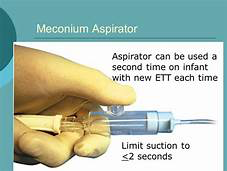 Meconium Aspirator
Aspirator can be used a
second time on infant
with new ETT each time
Limit suction to
<2 seconds